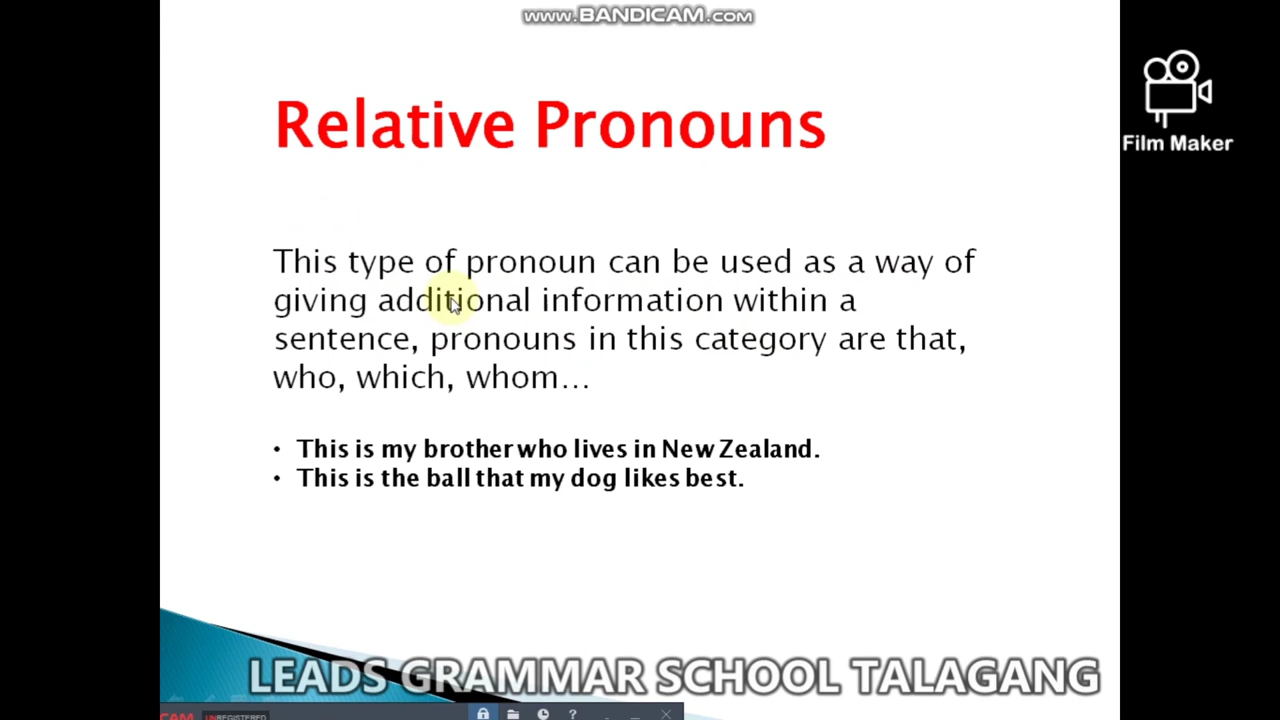 www.BANDICAM.com
Film Maker
Relative Pronouns
This type of pronoun can be used as a way of
giving additional information within a
sentence, pronouns in this category are that,
who, which, whom...
• This is my brother who lives in New Zealand.
• This is the ball that my dog likes best.
LEADS GRAMMAR SCHOOL TALAGANG
CAM UNREGISTERED